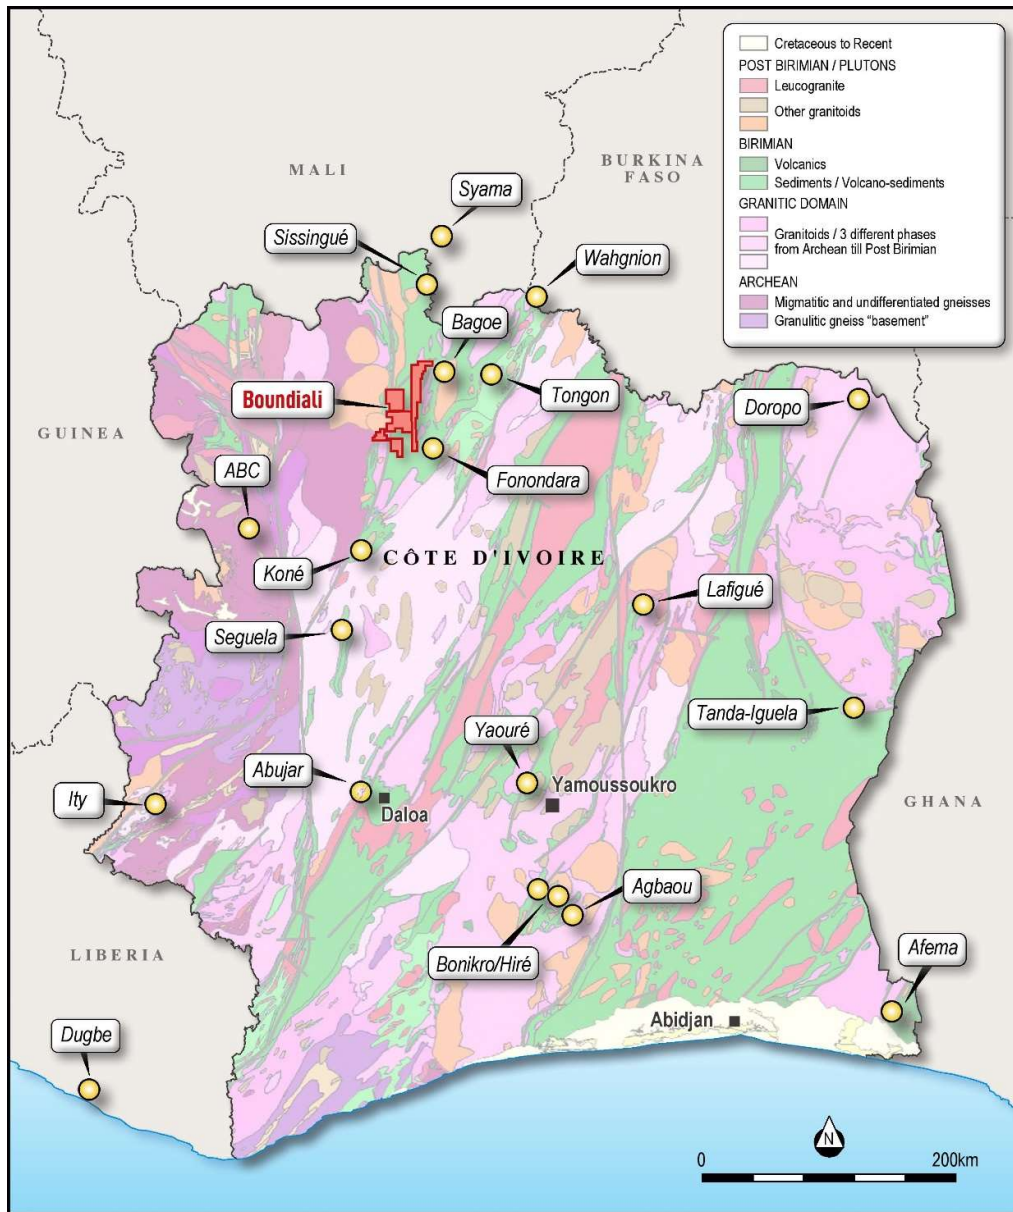 Cretaceous to Recent
POST BIRIMIAN / PLUTONS
Leucogranite
Other granitoids
BIRIMIAN
Volcanics
Sediments / Volcano-sediments
GRANITIC DOMAIN
Granitoids / 3 different phases
from Archean till Post Birimian
ARCHEAN
Migmatitic and undifferentiated gneisses
Granulitic gneiss "basement"
MALI
BURKINA
FASO
Syama
Sissingué
Wahgnion
Bagoe
Boundiali
Tongon
Doropo
GUINEA
ABC
Fonondara
Koné
CÔTE D'IVOIRE
Lafigué
Seguela
Tanda-Iguela
Yaouré
Abujar
Yamoussoukro
Ity
Daloa
GHANA
Agbaou
LIBERIA
Bonikro/Hiré
Afema
Abidjan
Dugbe
N
0 200km